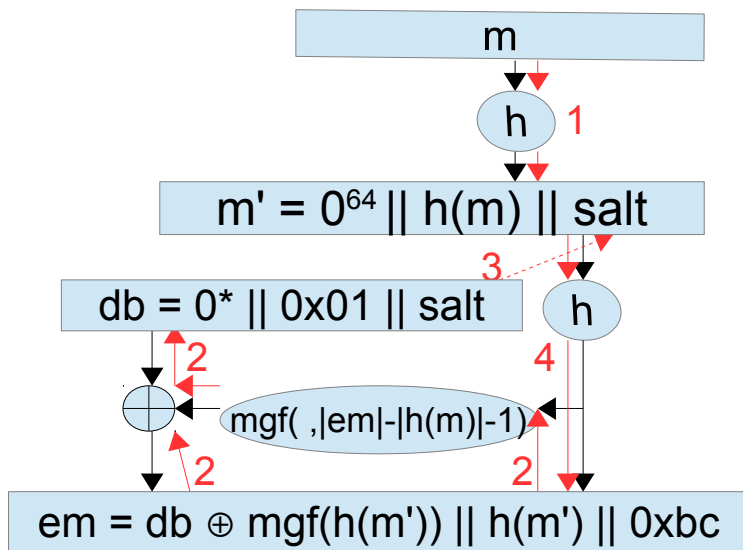 m
h
1
m' = 0⁶⁴ || h(m) || salt
3
db = 0* || 0x01 || salt
h
2
4
mgf( ,|em|-|h(m)|-1)
2
2
em = db ⊕ mgf(h(m')) || h(m') || 0xbc